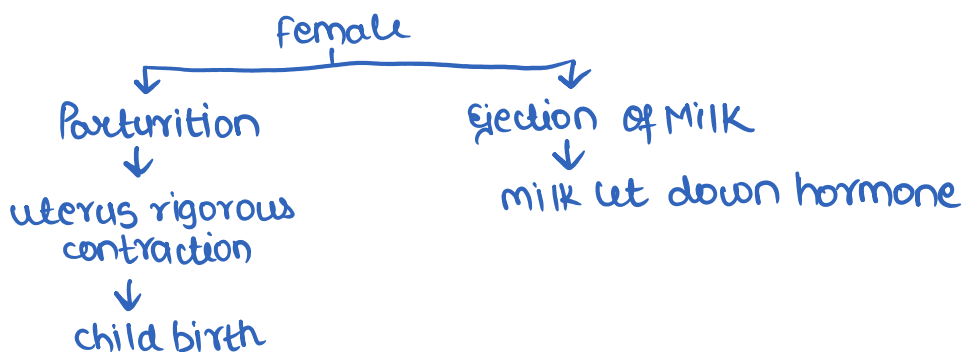 female
Parturition
Ejection of Milk
uterus rigorous
contraction
milk let down hormone
child birth